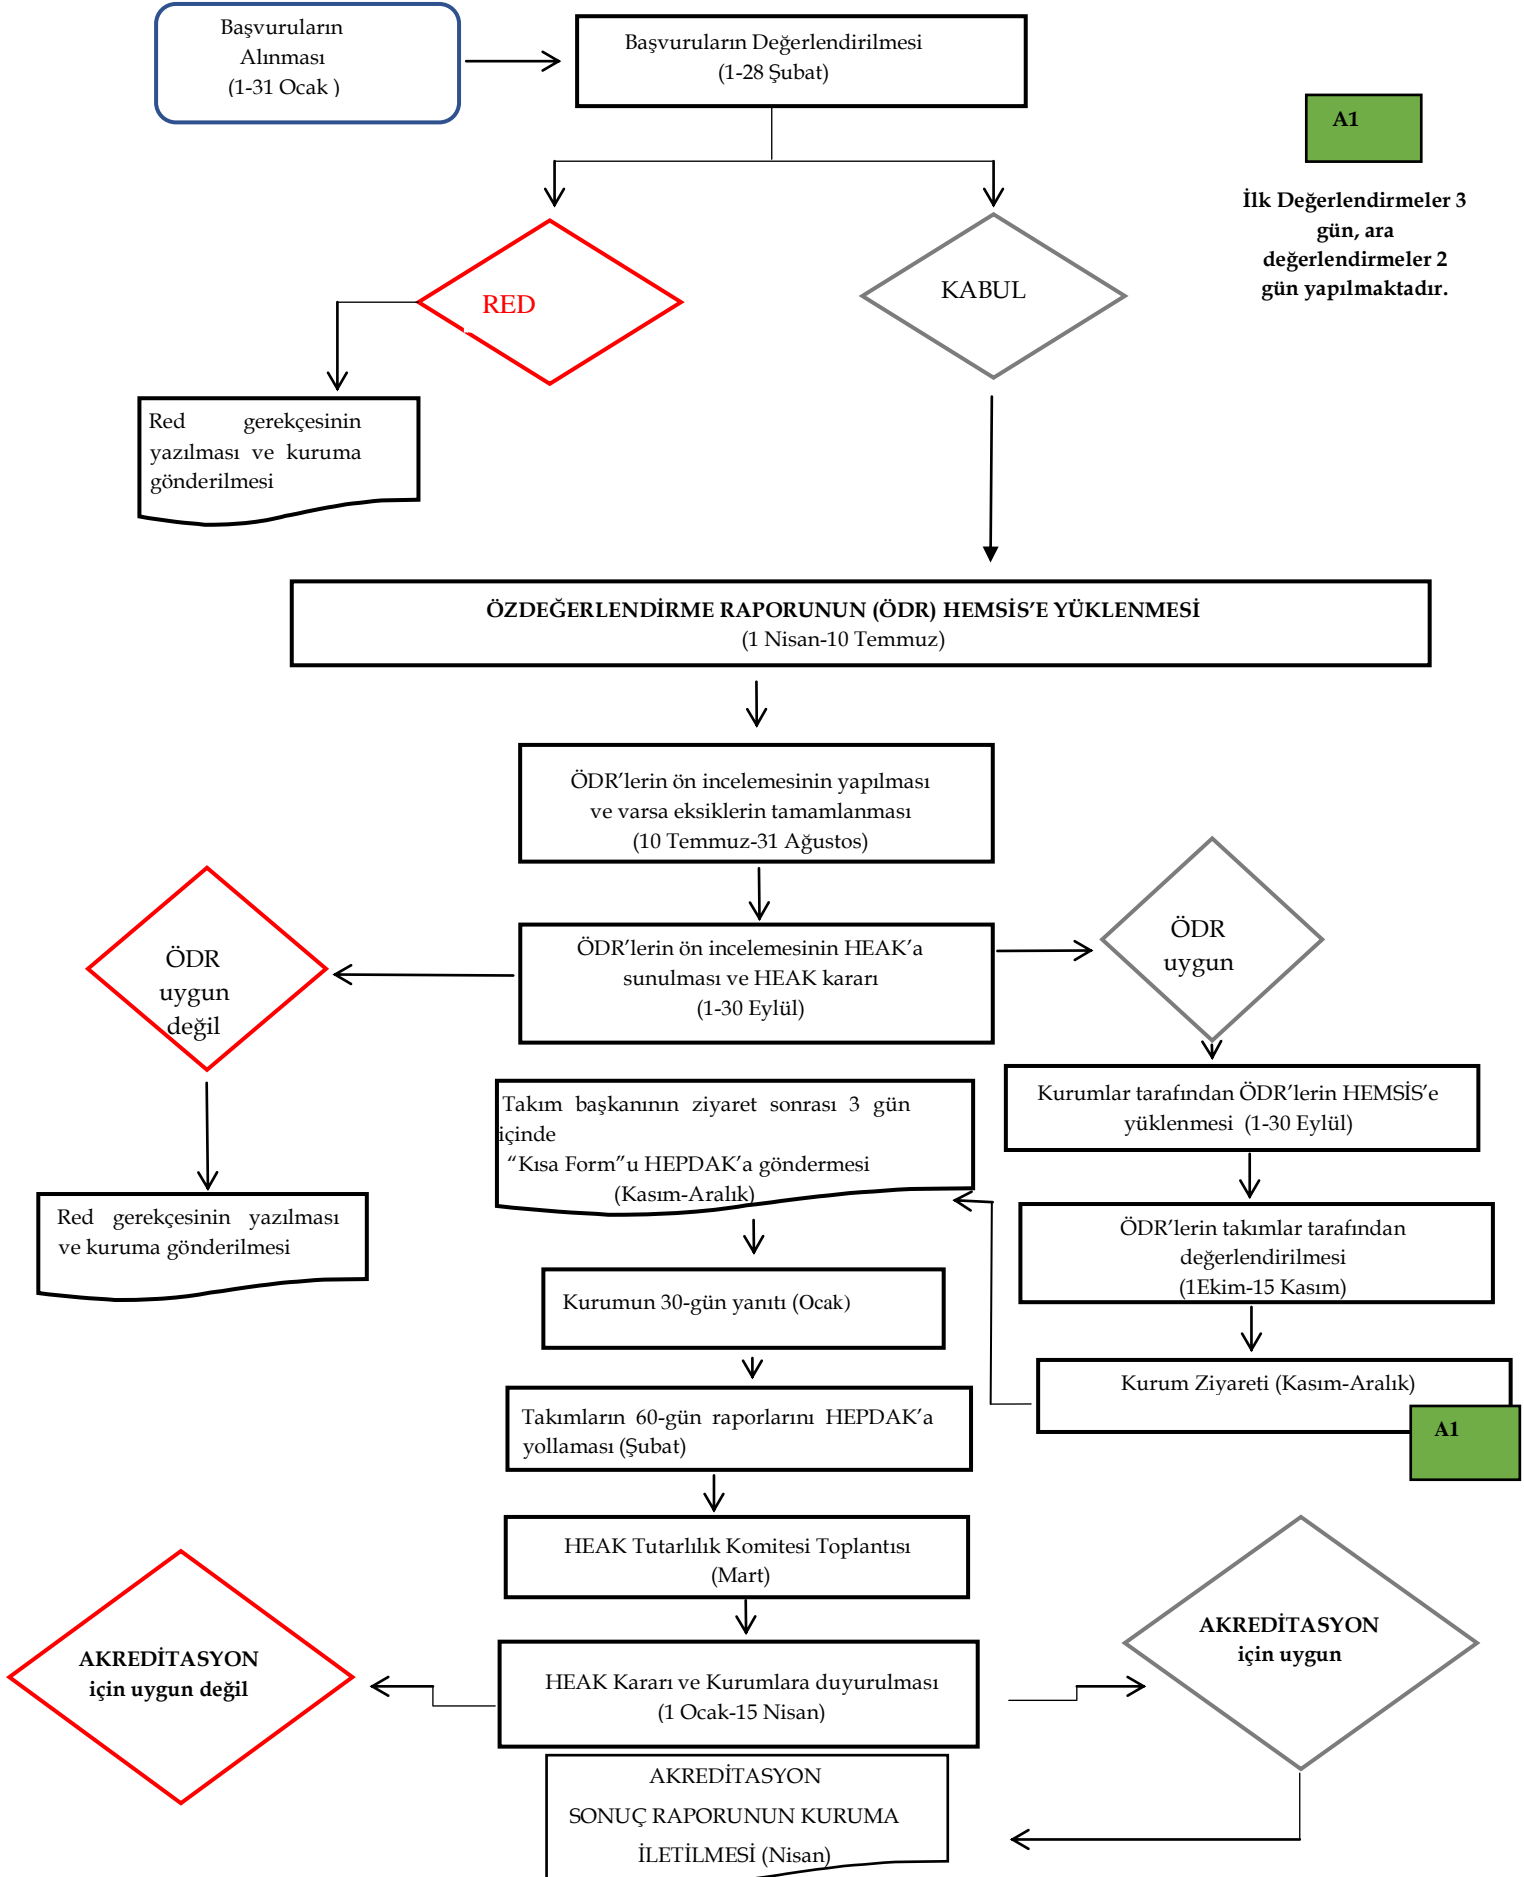 Başvuruların
Alınması
(1-31 Ocak )
Başvuruların Değerlendirilmesi
(1-28 Şubat)
A1
İlk Değerlendirmeler 3
gün, ara
değerlendirmeler 2
gün yapılmaktadır.
RED
KABUL
Red gerekçesinin
yazılması ve kuruma
gönderilmesi
ÖZDEĞERLENDİRME RAPORUNUN (ÖDR) HEMSİS’E YÜKLENMESİ
(1 Nisan-10 Temmuz)
ÖDR’lerin ön incelemesinin yapılması
ve varsa eksiklerin tamamlanması
(10 Temmuz-31 Ağustos)
ÖDR
uygun
değil
ÖDR’lerin ön incelemesinin HEAK’a
sunulması ve HEAK kararı
(1-30 Eylül)
ÖDR
uygun
Kurumlar tarafından ÖDR’lerin HEMSİS’e
yüklenmesi (1-30 Eylül)
Takım başkanının ziyaret sonrası 3 gün
içinde
“Kısa Form”u HEPDAK’a göndermesi
(Kasım-Aralık)
Red gerekçesinin yazılması
ve kuruma gönderilmesi
ÖDR’lerin takımlar tarafından
değerlendirilmesi
(1Ekim-15 Kasım)
Kurumun 30-gün yanıtı (Ocak)
Kurum Ziyareti (Kasım-Aralık)
A1
Takımların 60-gün raporlarını HEPDAK’a
yollaması (Şubat)
HEAK Tutarlılık Komitesi Toplantısı
(Mart)
AKREDİTASYON
için uygun değil
HEAK Kararı ve Kurumlara duyurulması
(1 Ocak-15 Nisan)
AKREDİTASYON
için uygun
AKREDİTASYON
SONUÇ RAPORUNUN KURUMA
İLETİLMESİ (Nisan)